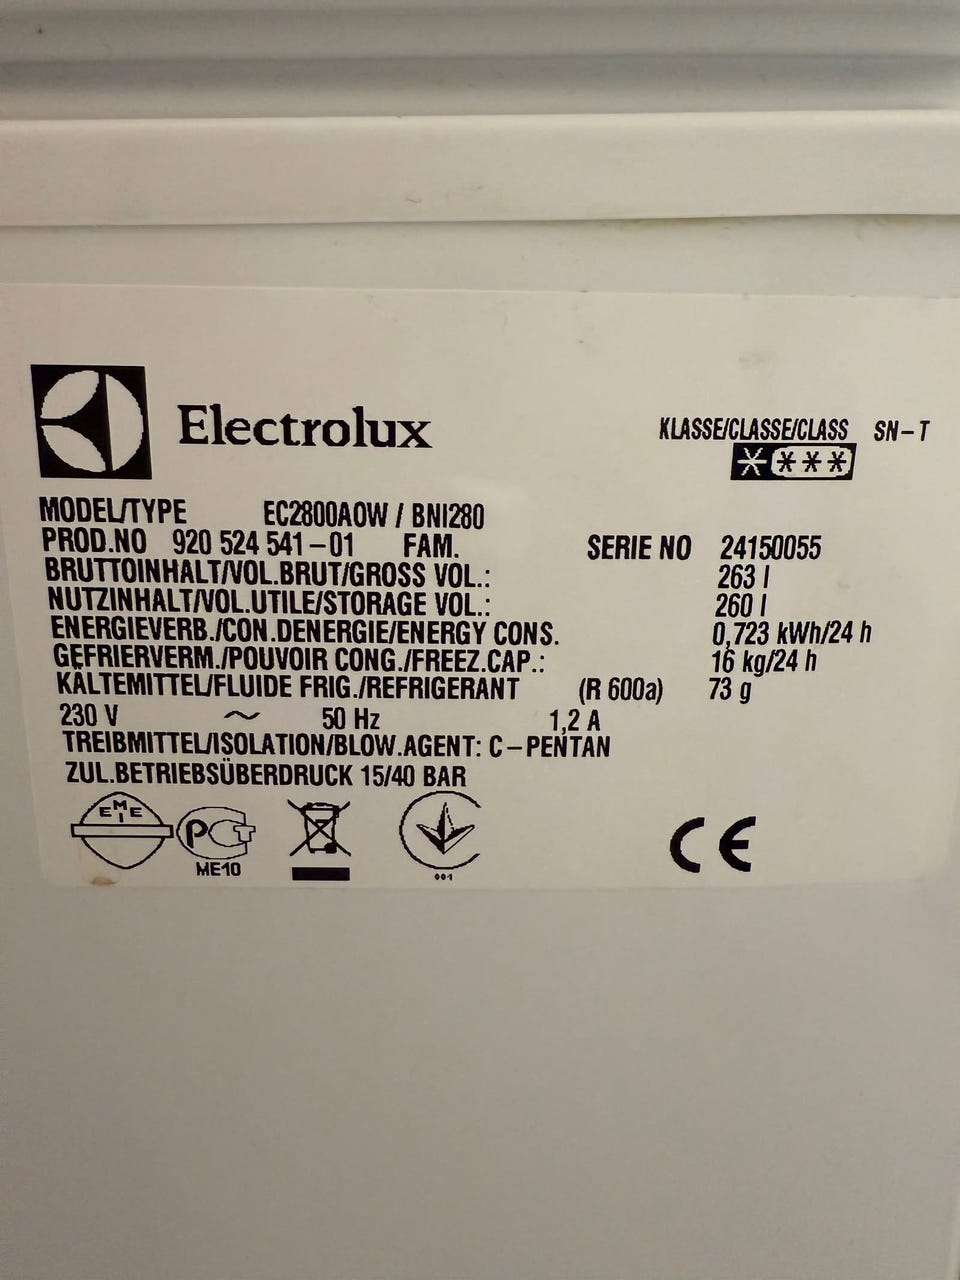 Electrolux
KLASSE/CLASSE/CLASS SN-T
MODEL/TYPE EC2800AOW / BNI280
PROD.NO 920 524 541-01 FAM. SERIE NO 24150055
BRUTTOINHALT/VOL.BRUT/GROSS VOL.: 263 l
NUTZINHALT/VOL.UTILE/STORAGE VOL.: 260 l
ENERGIEVERB./CON.DENERGIE/ENERGY CONS. 0,723 kWh/24 h
GEFRIERVERM./POUVOIR CONG./FREEZ.CAP.: 16 kg/24 h
KÄLTEMITTEL/FLUIDE FRIG./REFRIGERANT (R 600a) 73 g
230 V ~ 50 Hz 1,2 A
TREIBMITTEL/ISOLATION/BLOW.AGENT: C-PENTAN
ZUL.BETRIEBSÜBERDRUCK 15/40 BAR
EMEI
PCT
ME10
001
CE